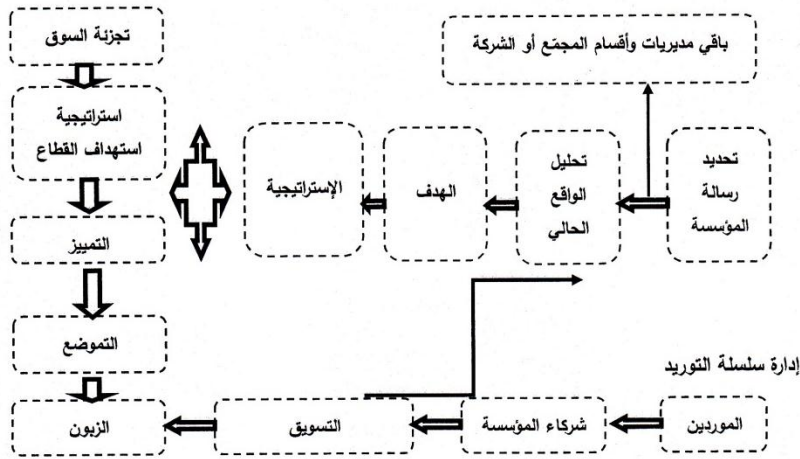 باقي مديريات وأقسام المجمّع أو الشركة
تحديد
رسالة
المؤسسة
تحليل
الواقع
الحالي
الهدف
الإستراتيجية
تجزئة السوق
استراتيجية
استهداف القطاع
التمييز
التموضع
إدارة سلسلة التوريد
الموردين
شركاء المؤسسة
التسويق
الزبون